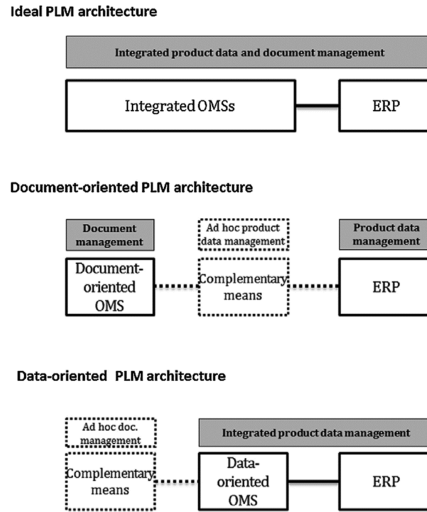 Ideal PLM architecture
Integrated product data and document management
Integrated OMSs
ERP
Document-oriented PLM architecture
Document
management
Ad hoc product
data management
Product data
management
Document-
oriented
OMS
Complementary
means
ERP
Data-oriented PLM architecture
Ad hoc doc.
management
Integrated product data management
Complementary
means
Data-
oriented
OMS
ERP